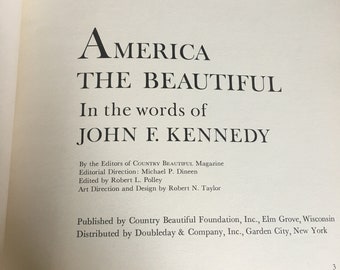 AMERICA
THE BEAUTIFUL
In the words of
JOHN F. KENNEDY
By the Editors of COUNTRY BEAUTIFUL Magazine
Editorial Direction: Michael P. Dineen
Edited by Robert L. Polley
Art Direction and Design by Robert N. Taylor
Published by Country Beautiful Foundation, Inc., Elm Grove, Wisconsin
Distributed by Doubleday & Company, Inc., Garden City, New York
3